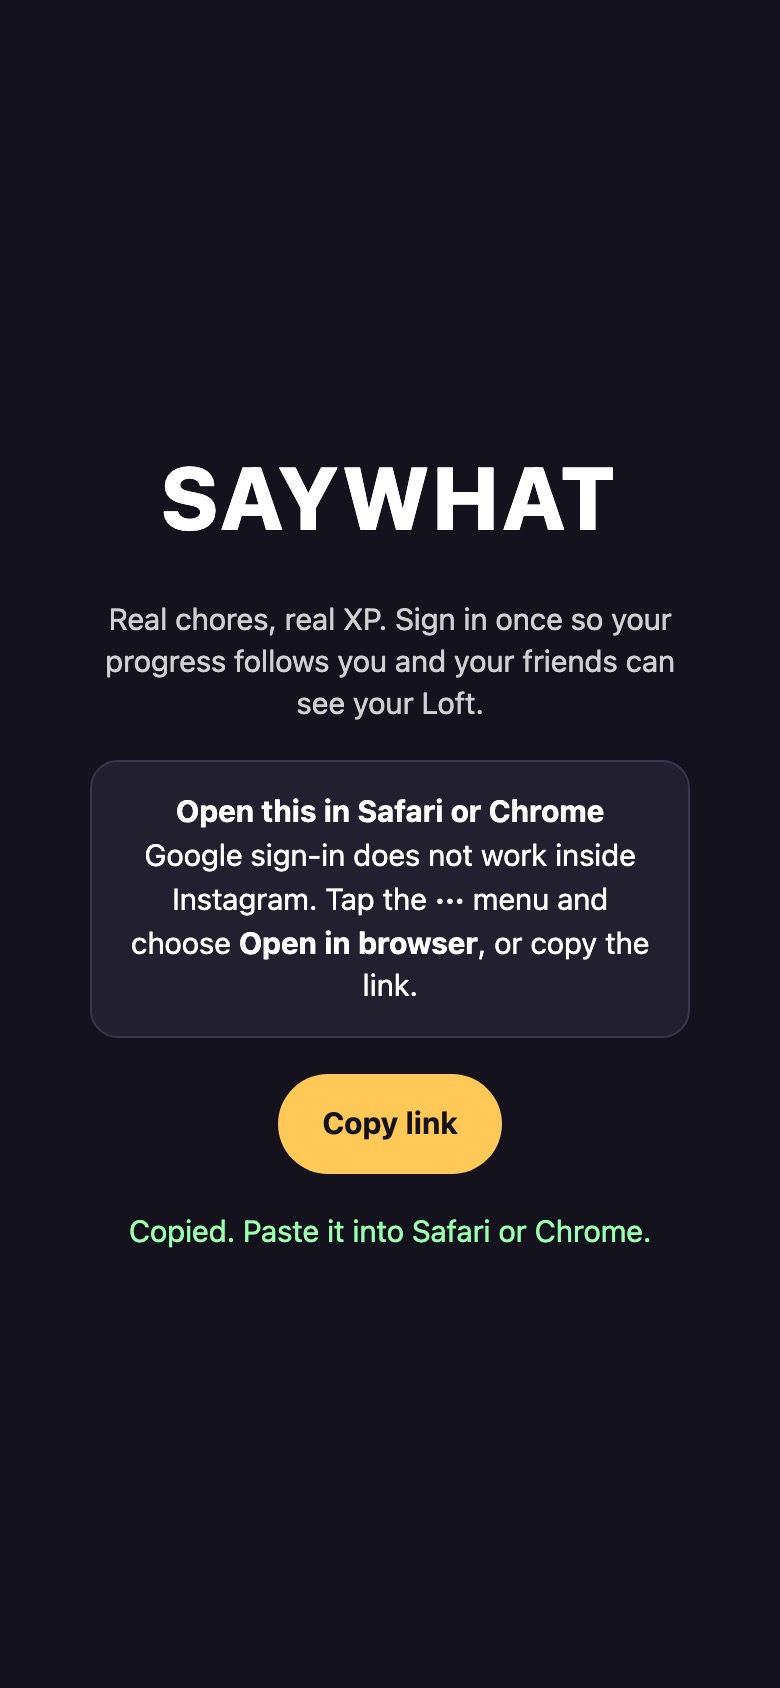 SAYWHAT
Real chores, real XP. Sign in once so your
progress follows you and your friends can
see your Loft.
Open this in Safari or Chrome
Google sign-in does not work inside
Instagram. Tap the ••• menu and
choose Open in browser, or copy the
link.
Copy link
Copied. Paste it into Safari or Chrome.